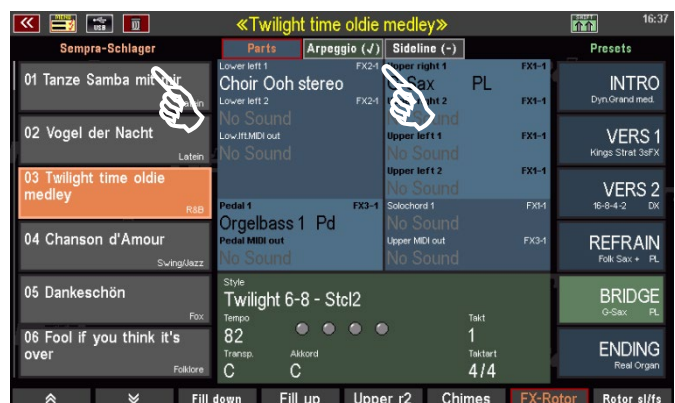 MENU
USB
«Twilight time oldie medley»
SHIFT
16:37
Sempra-Schlager
Parts
Arpeggio (√)
Sideline (-)
Presets
01 Tanze Samba mit mir
02 Vogel der Nacht
Latein
03 Twilight time oldie
medley
R&B
04 Chanson d'Amour
Swing/Jazz
05 Dankeschön
Fox
06 Fool if you think it's
over
Folklore
Lower left 1 FX2-1
Choir Ooh stereo
Lower left 2 FX2-1
No Sound
Low.lft.MIDI out
No Sound
Pedal 1 FX3-1
Orgelbass 1 Pd
Pedal MIDI out
No Sound
Upper right 1 FX1-1
G-Sax PL
FX1-1
No Sound
Upper left 1 FX1-1
No Sound
Upper left 2 FX1-1
No Sound
Solochord 1 FX1-1
No Sound
Upper MIDI out FX3-1
No Sound
Style
Twilight 6-8 - Stcl2
Tempo
82
Takt
1
Transp. Akkord Taktart
C C 4/4
INTRO
Dyn.Grand med.
VERS 1
Kings Strat 3sFX
VERS 2
16-8-4-2 DX
REFRAIN
Folk Sax + PL
BRIDGE
G-Sax PL
ENDING
Real Organ
Fill down
Fill up
Upper r2
Chimes
FX-Rotor
Rotor sl/fs